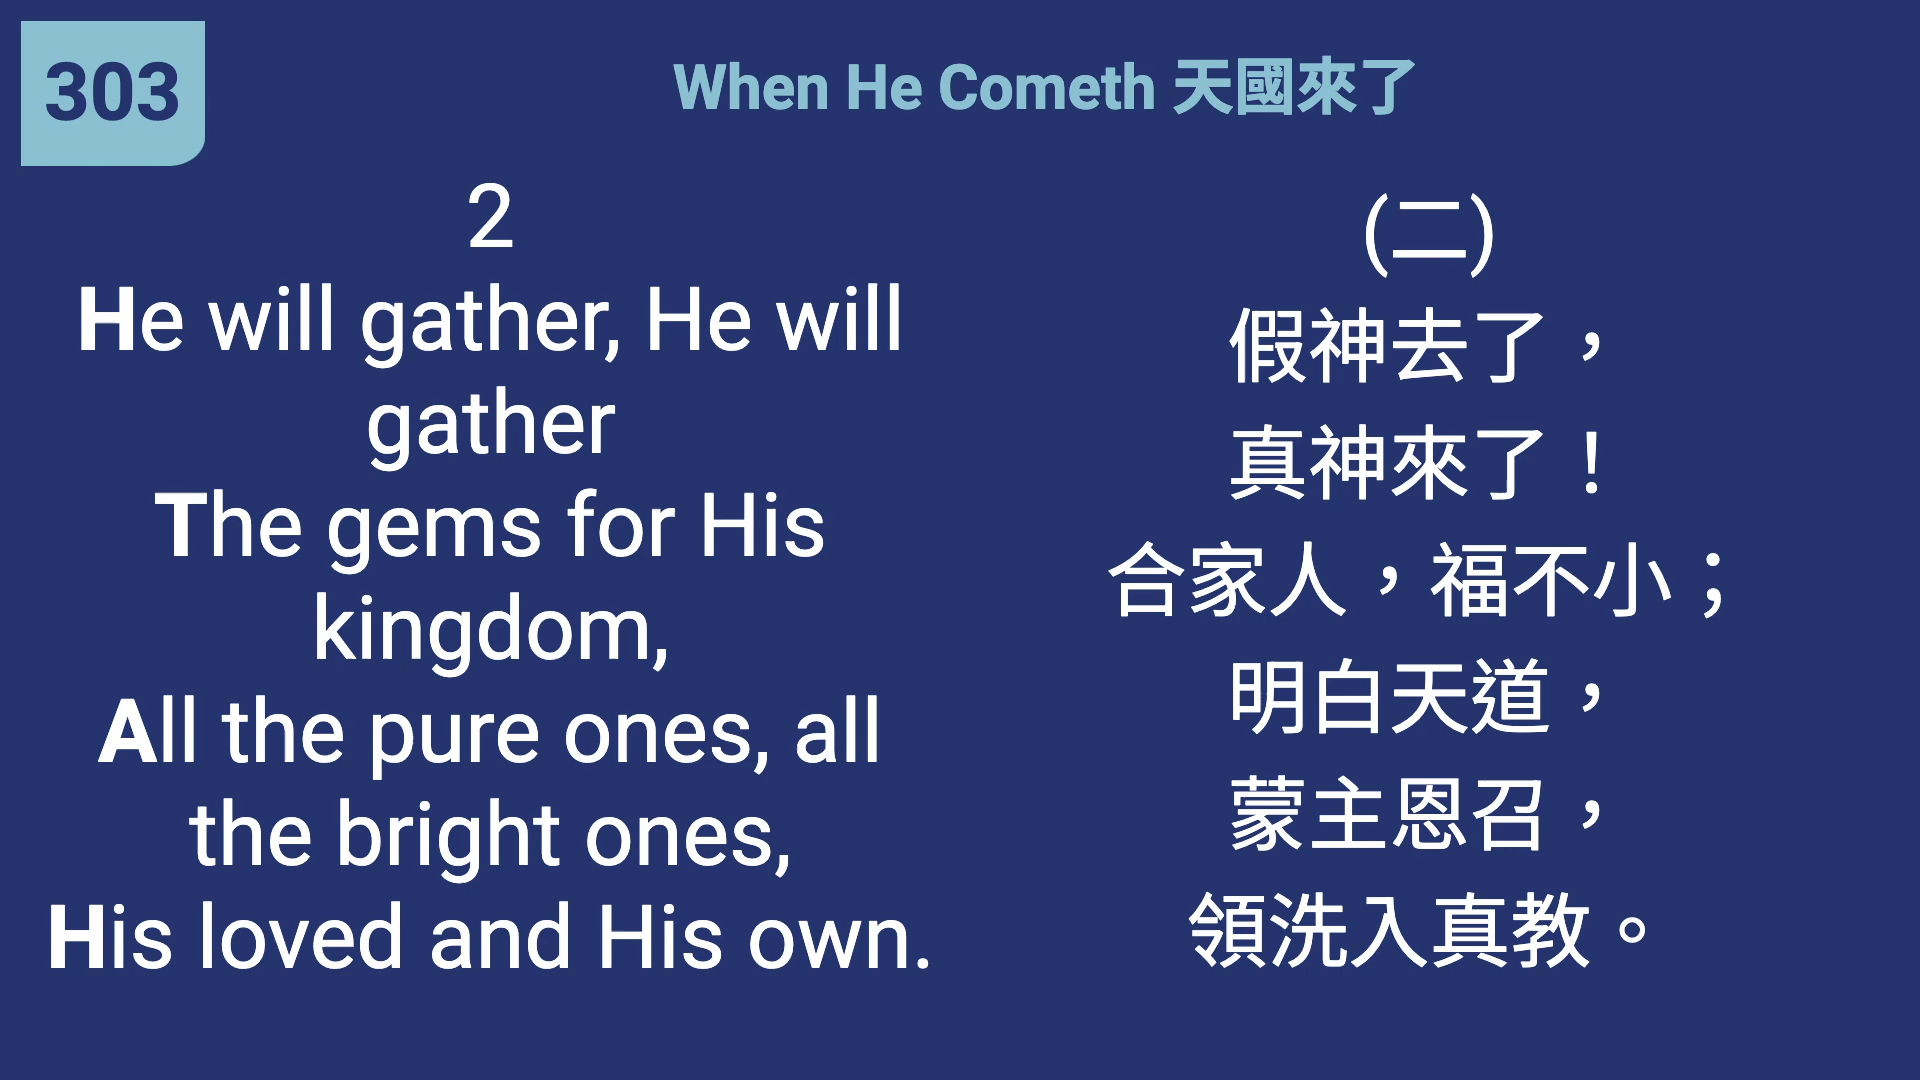 303
When He Cometh 天國來了
2
He will gather, He will
gather
The gems for His
kingdom,
All the pure ones, all
the bright ones,
His loved and His own.
(二)
假神去了，
真神來了！
合家人，福不小；
明白天道，
蒙主恩召，
領洗入真教。